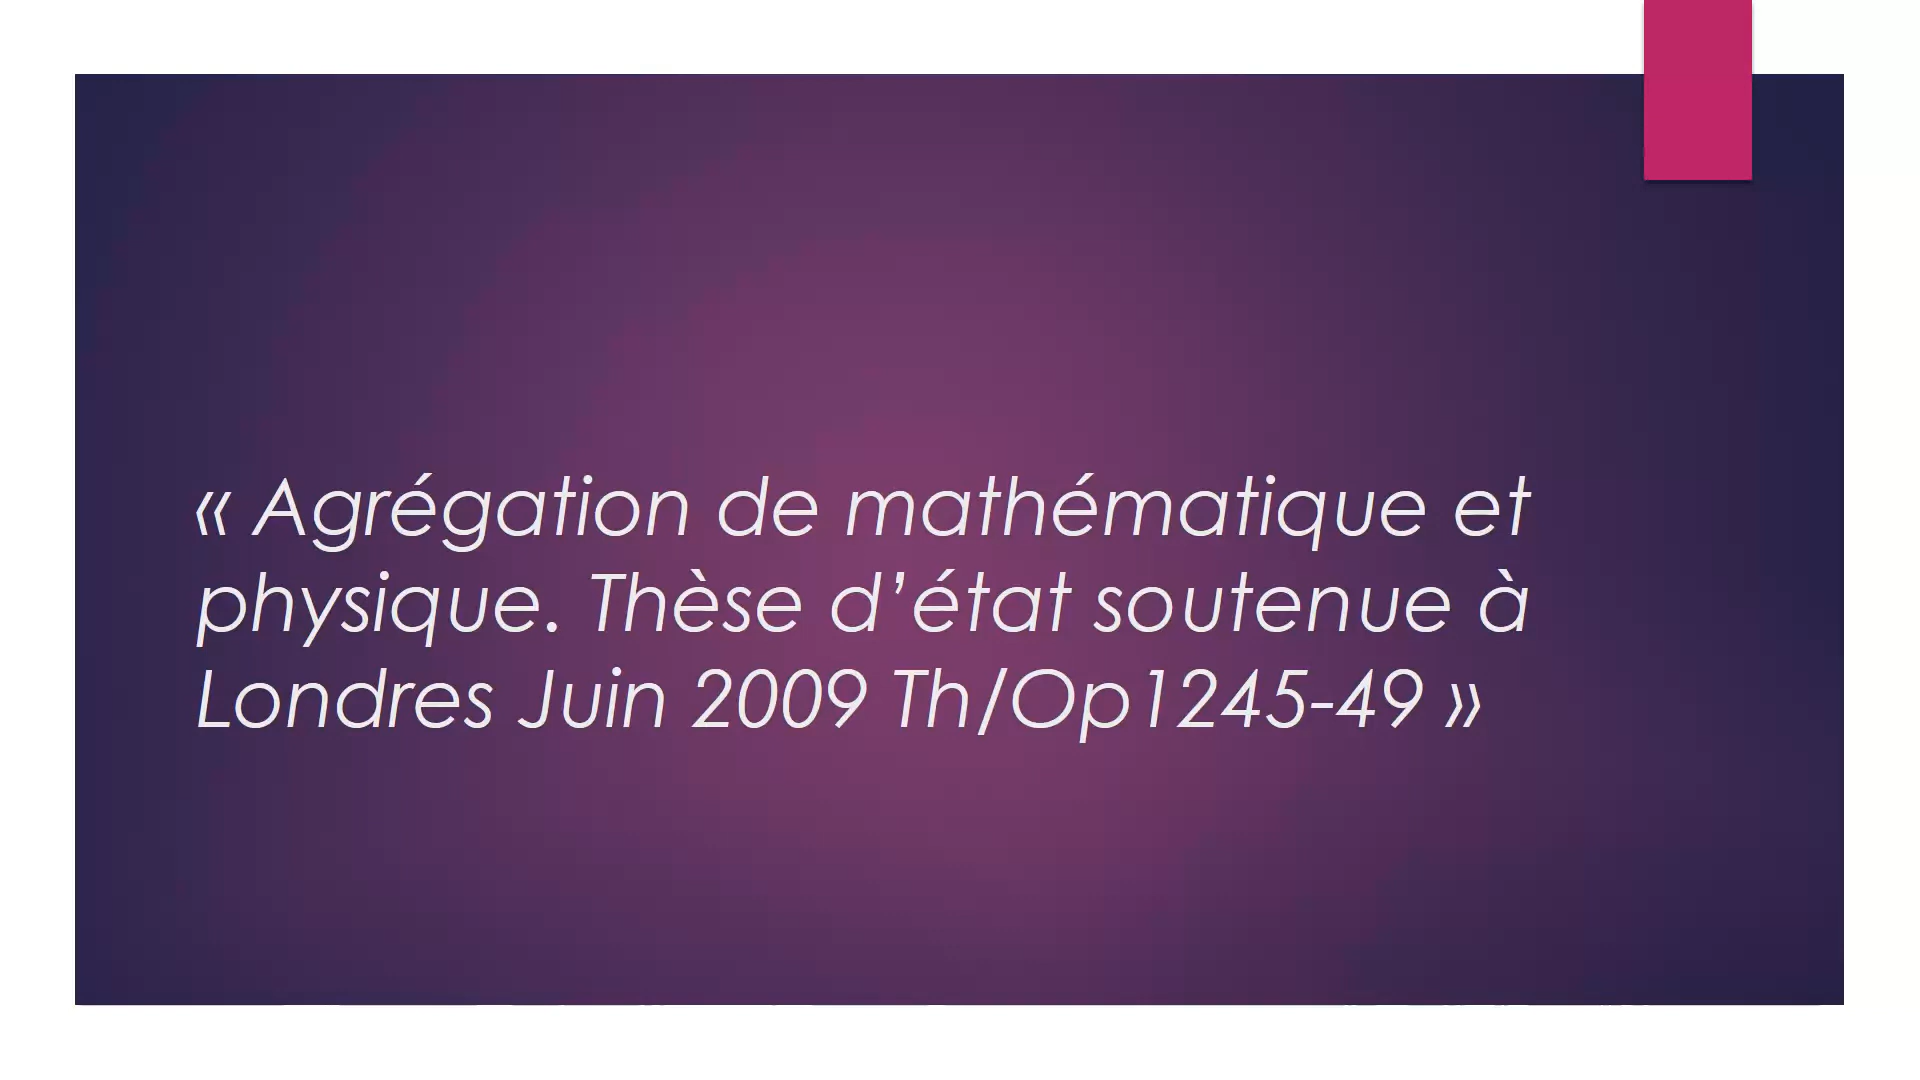 « Agrégation de mathématique et
physique. Thèse d’état soutenue à
Londres Juin 2009 Th/Op1245-49 »